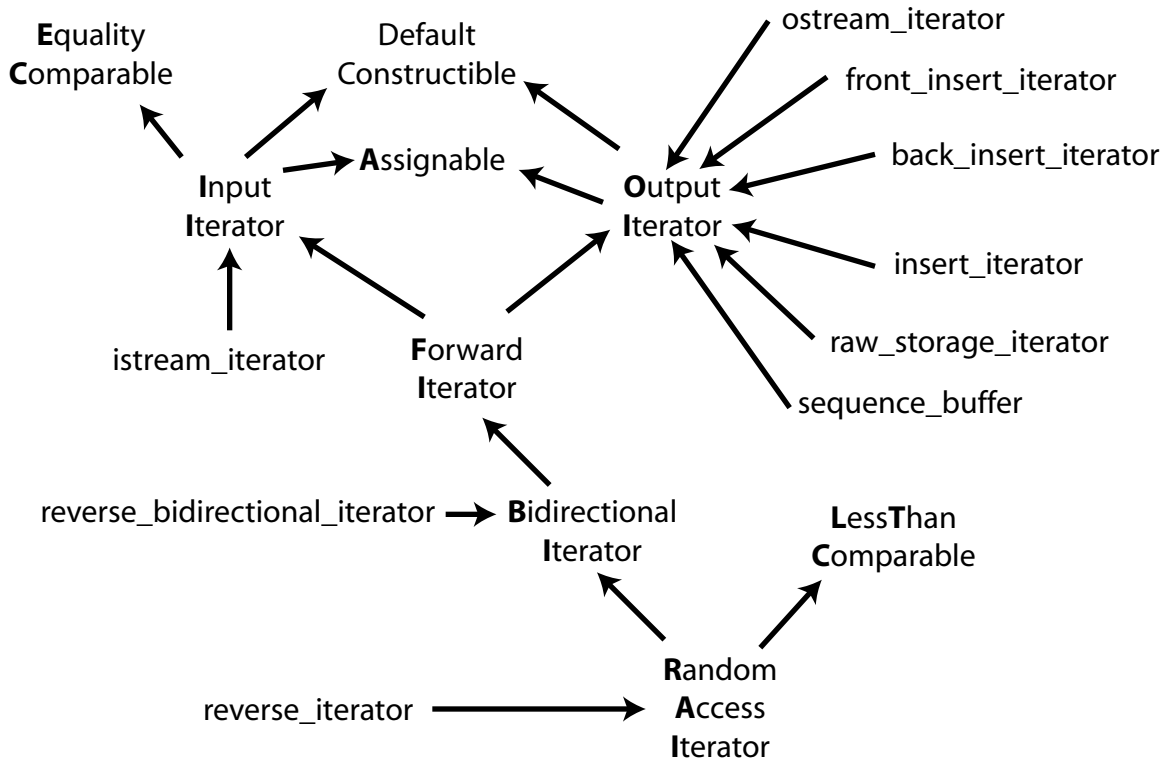 Equality
Comparable
Default
Constructible
ostream_iterator
front_insert_iterator
Assignable
back_insert_iterator
Input
Iterator
Output
Iterator
insert_iterator
istream_iterator
Forward
Iterator
raw_storage_iterator
sequence_buffer
reverse_bidirectional_iterator
Bidirectional
Iterator
LessThan
Comparable
reverse_iterator
Random
Access
Iterator